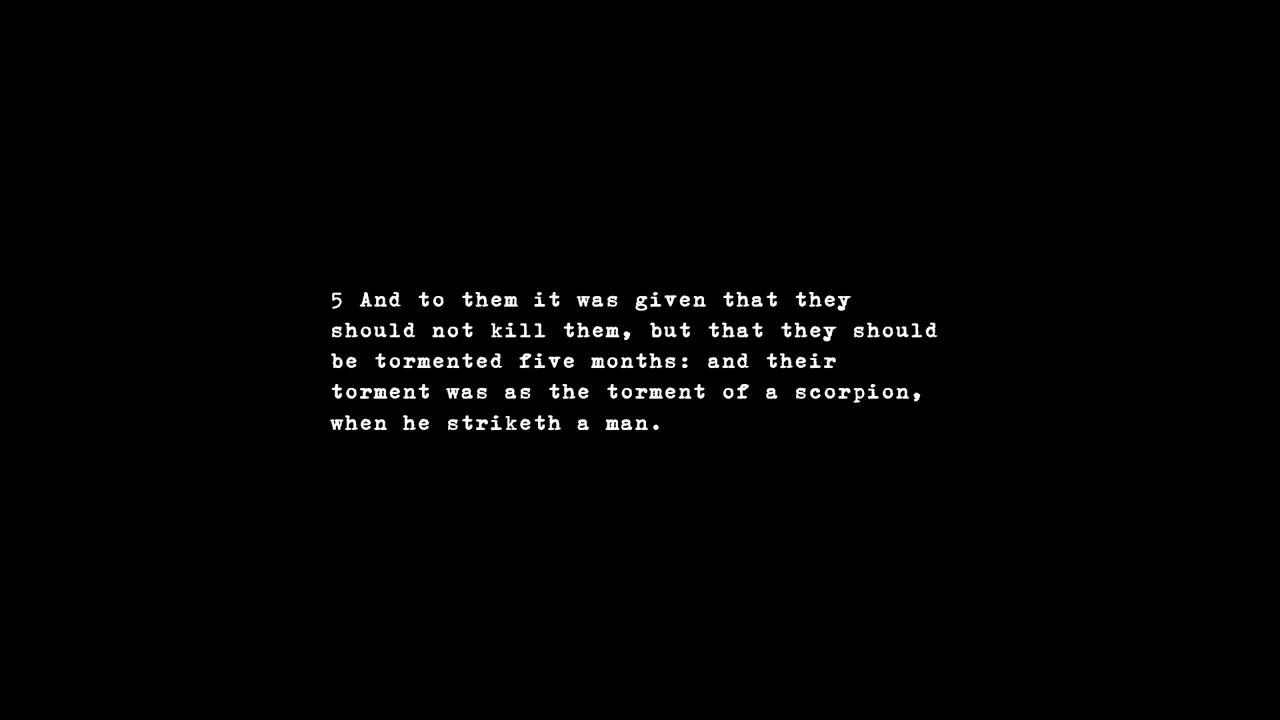 5 And to them it was given that they
should not kill them, but that they should
be tormented five months: and their
torment was as the torment of a scorpion,
when he striketh a man.